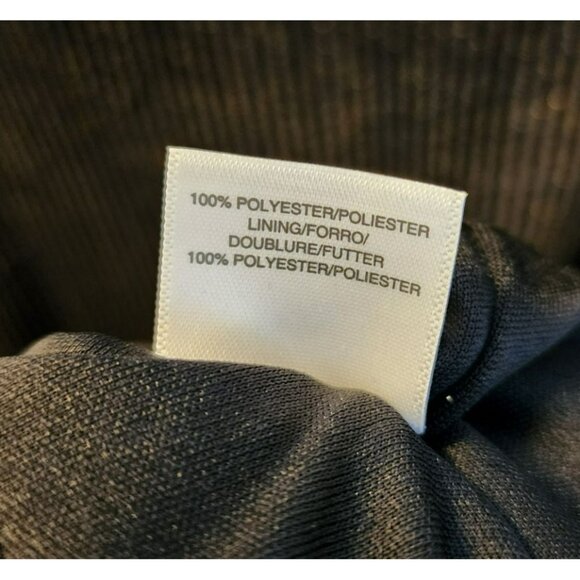 100% POLYESTER/POLIESTER
LINING/FORRO/
DOUBLURE/FUTTER
100% POLYESTER/POLIESTER